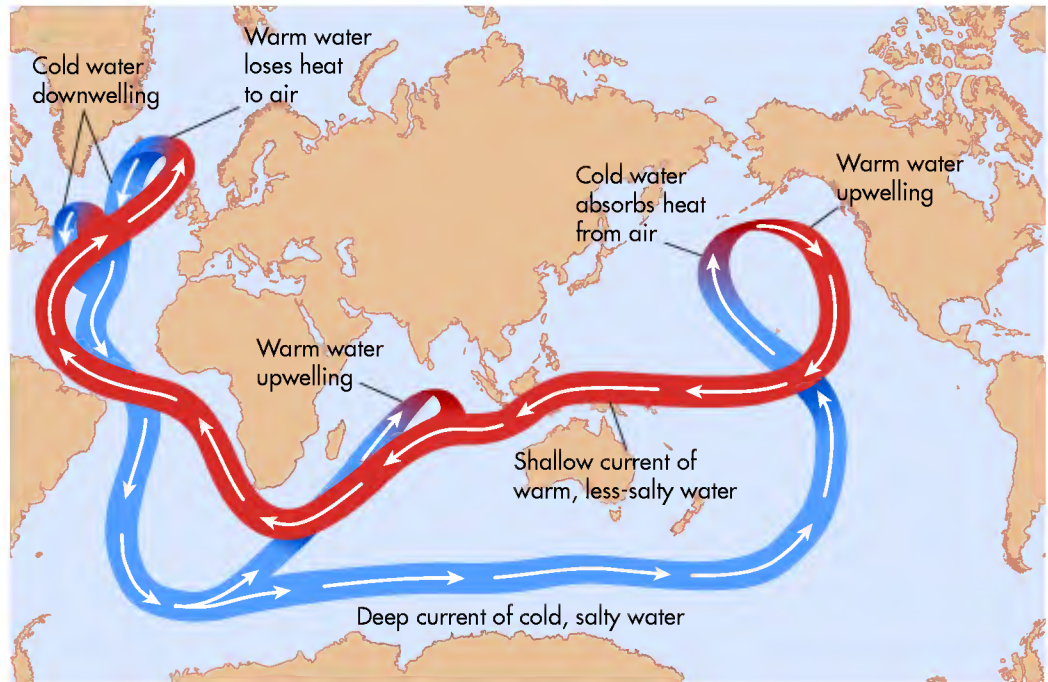 Warm water
loses heat
to air
Cold water
downwelling
Cold water
absorbs heat
from air
Warm water
upwelling
Warm water
upwelling
Shallow current of
warm, less-salty water
Deep current of cold, salty water